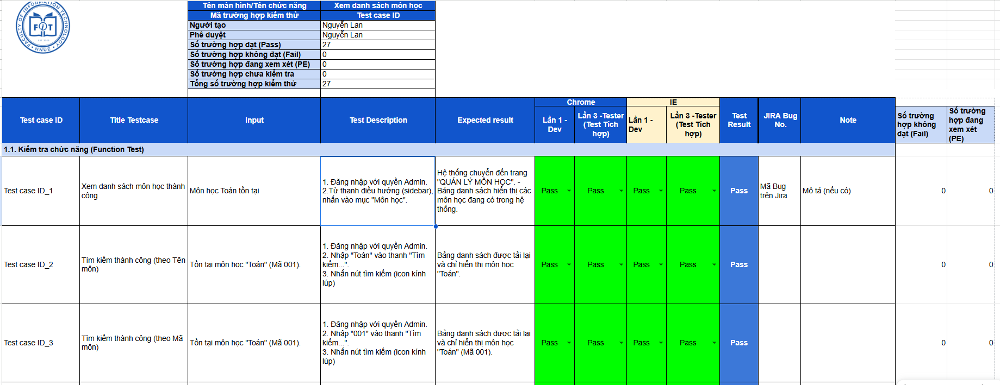 FACULTY OF INFORMATION TECHNOLOGY
FiT
EST 2003
HNUE
Tên màn hình/Tên chức năng
Xem danh sách môn học
Mã trường hợp kiểm thử
Test case ID
Người tạo
Nguyễn Lan
Phê duyệt
Nguyễn Lan
Số trường hợp đạt (Pass)
27
Số trường hợp không đạt (Fail)
0
Số trường hợp đang xem xét (PE)
0
Số trường hợp chưa kiểm tra
0
Tổng số trường hợp kiểm thử
27
Test case ID
Title Testcase
Input
Test Description
Expected result
Chrome
Lần 1 -
Dev
Lần 3 -Tester
(Test Tích
hợp)
IE
Lần 1 -
Dev
Lần 3 -Tester
(Test Tích
hợp)
Test
Result
JIRA Bug
No.
Note
Số trường
hợp không
đạt (Fail)
Số trường
hợp đang
xem xét
(PE)
1.1. Kiểm tra chức năng (Function Test)
Test case ID_1
Xem danh sách môn học thành
công
Môn học Toán tồn tại
1. Đăng nhập với quyền Admin.
2.Từ thanh điều hướng (sidebar),
nhấn vào mục "Môn học".
Hệ thống chuyển đến trang
"QUẢN LÝ MÔN HỌC". -
Bảng danh sách hiển thị các
môn học đang có trong hệ
thống.
Pass
Pass
Pass
Pass
Pass
Mã Bug
trên Jira
Mô tả (nếu có)
0
0
Test case ID_2
Tìm kiếm thành công (theo Tên
môn)
Tồn tại môn học "Toán" (Mã 001).
1. Đăng nhập với quyền Admin.
2. Nhập "Toán" vào thanh "Tìm
kiếm...".
3. Nhấn nút tìm kiếm (icon kính
lúp)
Bảng danh sách được tải lại
và chỉ hiển thị môn học
"Toán".
Pass
Pass
Pass
Pass
Pass
0
0
Test case ID_3
Tìm kiếm thành công (theo Mã
môn)
Tồn tại môn học "Toán" (Mã 001).
1. Đăng nhập với quyền Admin.
2. Nhập "001" vào thanh "Tìm
kiếm...".
3. Nhấn nút tìm kiếm (icon kính
lúp)
Bảng danh sách được tải lại
và chỉ hiển thị môn học
"Toán" (Mã 001).
Pass
Pass
Pass
Pass
Pass
0
0